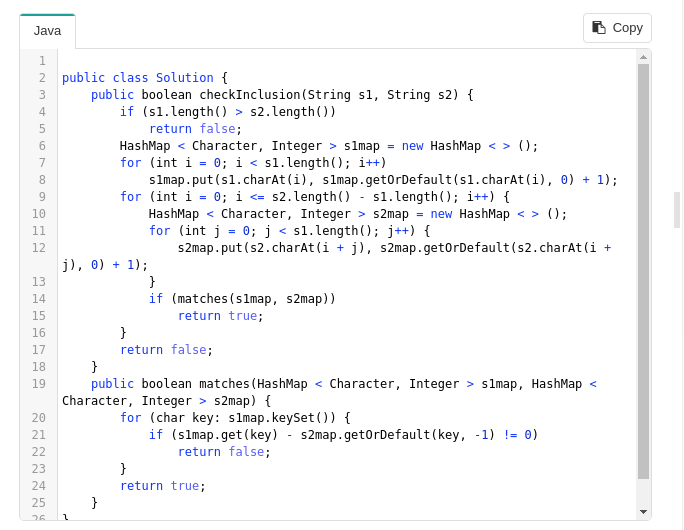 Java
Copy
1
2 public class Solution {
3     public boolean checkInclusion(String s1, String s2) {
4         if (s1.length() > s2.length())
5             return false;
6         HashMap < Character, Integer > s1map = new HashMap < > ();
7         for (int i = 0; i < s1.length(); i++)
8             s1map.put(s1.charAt(i), s1map.getOrDefault(s1.charAt(i), 0) + 1);
9         for (int i = 0; i <= s2.length() - s1.length(); i++) {
10             HashMap < Character, Integer > s2map = new HashMap < > ();
11             for (int j = 0; j < s1.length(); j++) {
12                 s2map.put(s2.charAt(i + j), s2map.getOrDefault(s2.charAt(i +
j), 0) + 1);
13             }
14             if (matches(s1map, s2map))
15                 return true;
16         }
17         return false;
18     }
19     public boolean matches(HashMap < Character, Integer > s1map, HashMap <
Character, Integer > s2map) {
20         for (char key: s1map.keySet()) {
21             if (s1map.get(key) - s2map.getOrDefault(key, -1) != 0)
22                 return false;
23         }
24         return true;
25     }
26 }